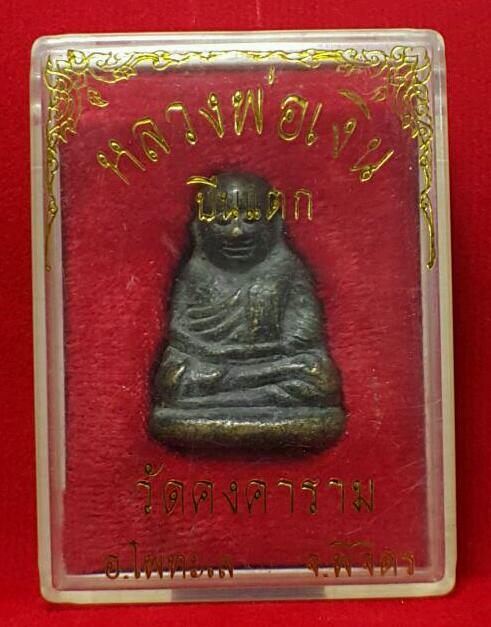 หลวงพ่อเงิน
ปืนแตก
วัดคงคาราม
อ.โพทะเล จ.พิจิตร